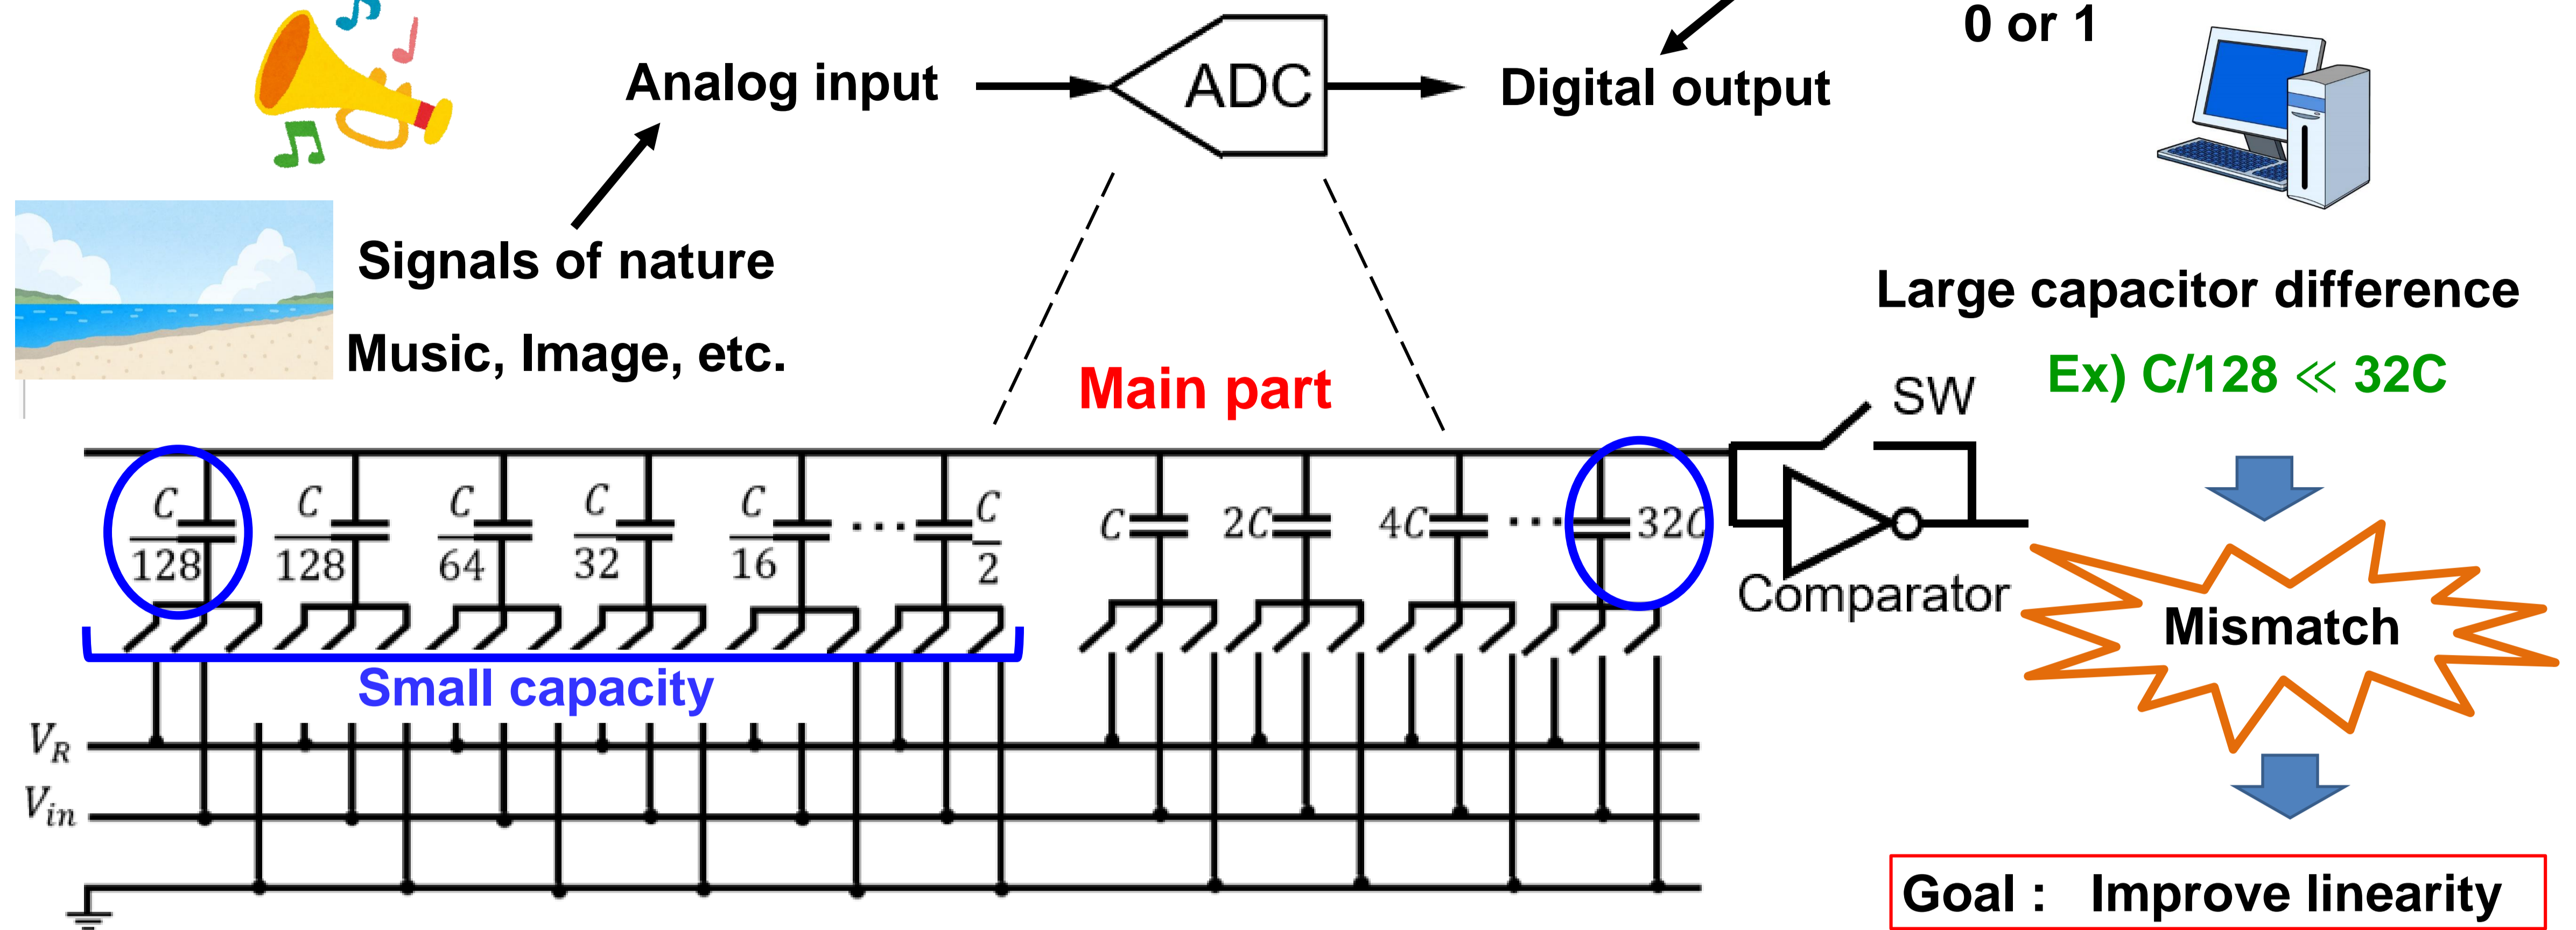 0 or 1
Analog input
ADC
Digital output
Signals of nature
Music, Image, etc.
Large capacitor difference
Ex) C/128 ≪ 32C
Main part
SW
C/128 C/128 C/64 C/32 C/16 ⋯ C/2 C 2C 4C ⋯ 32C
Comparator
Mismatch
Small capacity
V_R
V_in
Goal : Improve linearity